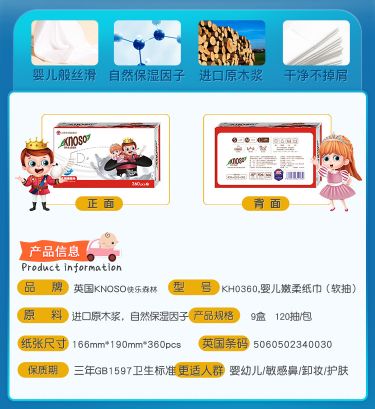 婴儿般丝滑 自然保湿因子 进口原木浆 干净不掉屑
KNOSO
360
KNOSO
正面 背面
产品信息
Product information
品牌 英国KNOSO快乐森林 型号 KH0360,婴儿嫩柔纸巾（软抽）
原料 进口原木浆，自然保湿因子 产品规格 9盒 120抽/包
纸张尺寸 166mm*190mm*360pcs 英国条码 5060502340030
保质期 三年GB1597卫生标准 更适人群 婴幼儿/敏感鼻/卸妆/护肤